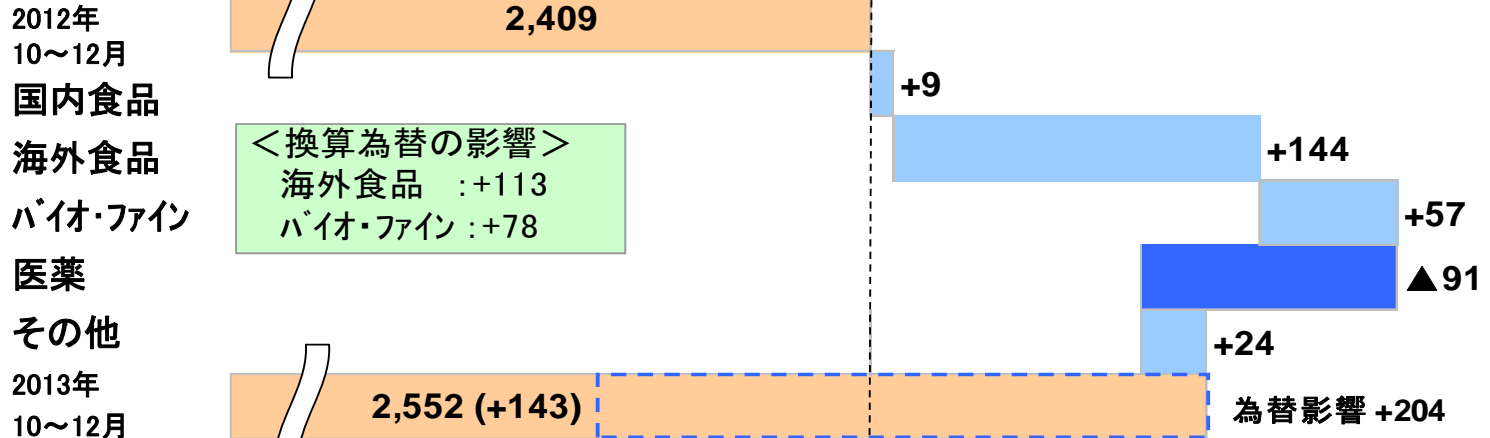 2012年
10～12月
2,409
国内食品
+9
海外食品
+144
＜換算為替の影響＞
海外食品　:+113
バイオ・ファイン :+78
バイオ・ファイン
+57
医薬
▲91
その他
+24
2013年
10～12月
2,552 (+143)
為替影響 +204